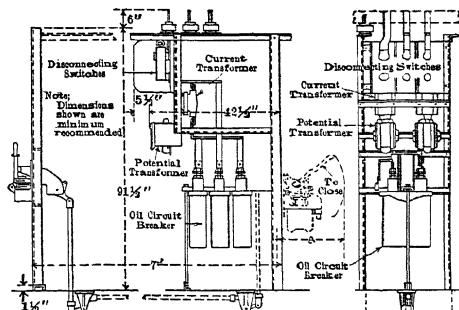 6"
Disconnecting
Switches
Current
Transformer
Note;
Dimensions
shown are
minimum
recommended
5½"
42½"
Potential
Transformer
91½"
To
Close
Oil Circuit
Breaker
A
7'
1½"
Disconnecting Switches
Current
Transformer
Potential
Transformer
Oil Circuit
Breaker